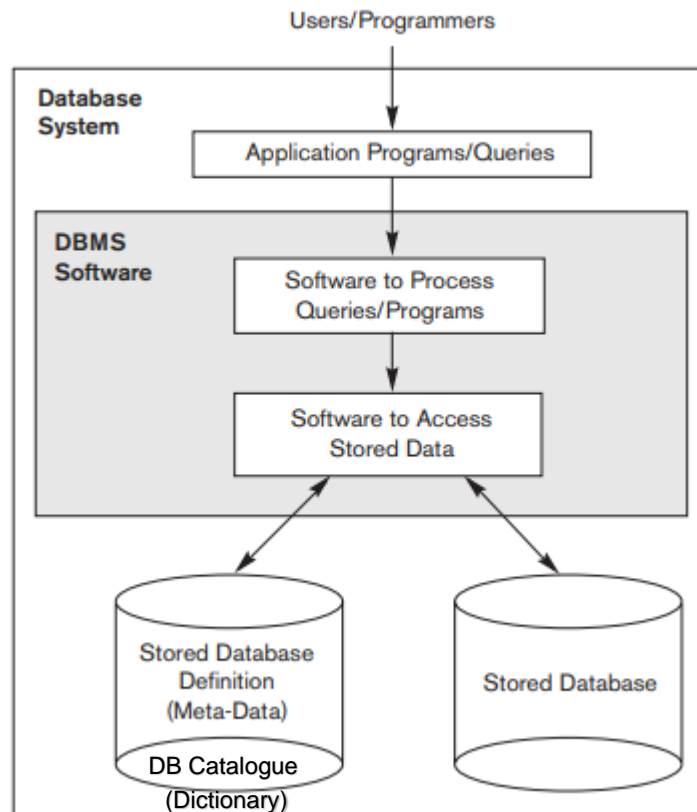 Users/Programmers
Database
System
Application Programs/Queries
DBMS
Software
Software to Process
Queries/Programs
Software to Access
Stored Data
Stored Database
Definition
(Meta-Data)
DB Catalogue
(Dictionary)
Stored Database